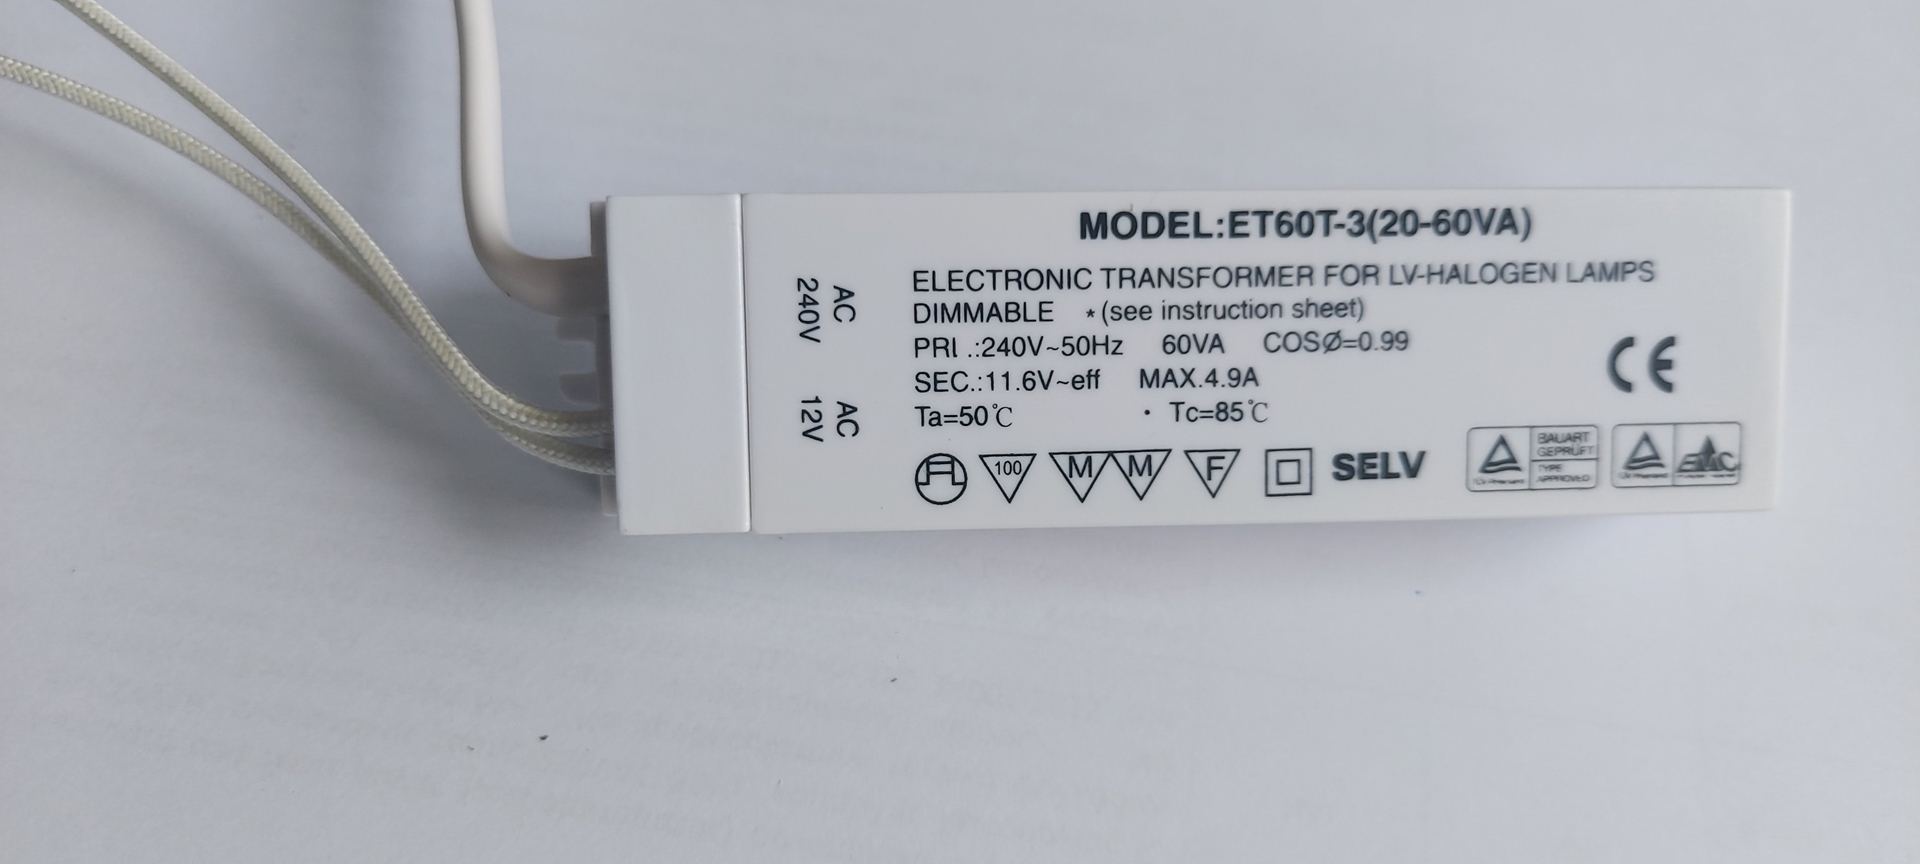 MODEL:ET60T-3(20-60VA)
ELECTRONIC TRANSFORMER FOR LV-HALOGEN LAMPS
DIMMABLE *(see instruction sheet)
PRI .:240V~50Hz 60VA COSØ=0.99
SEC.:11.6V~eff MAX.4.9A
Ta=50℃ · Tc=85℃
AC
240V
AC
12V
CE
100 M M F SELV
BAUART
GEPRÜFT
TYPE
APPROVED
EMC